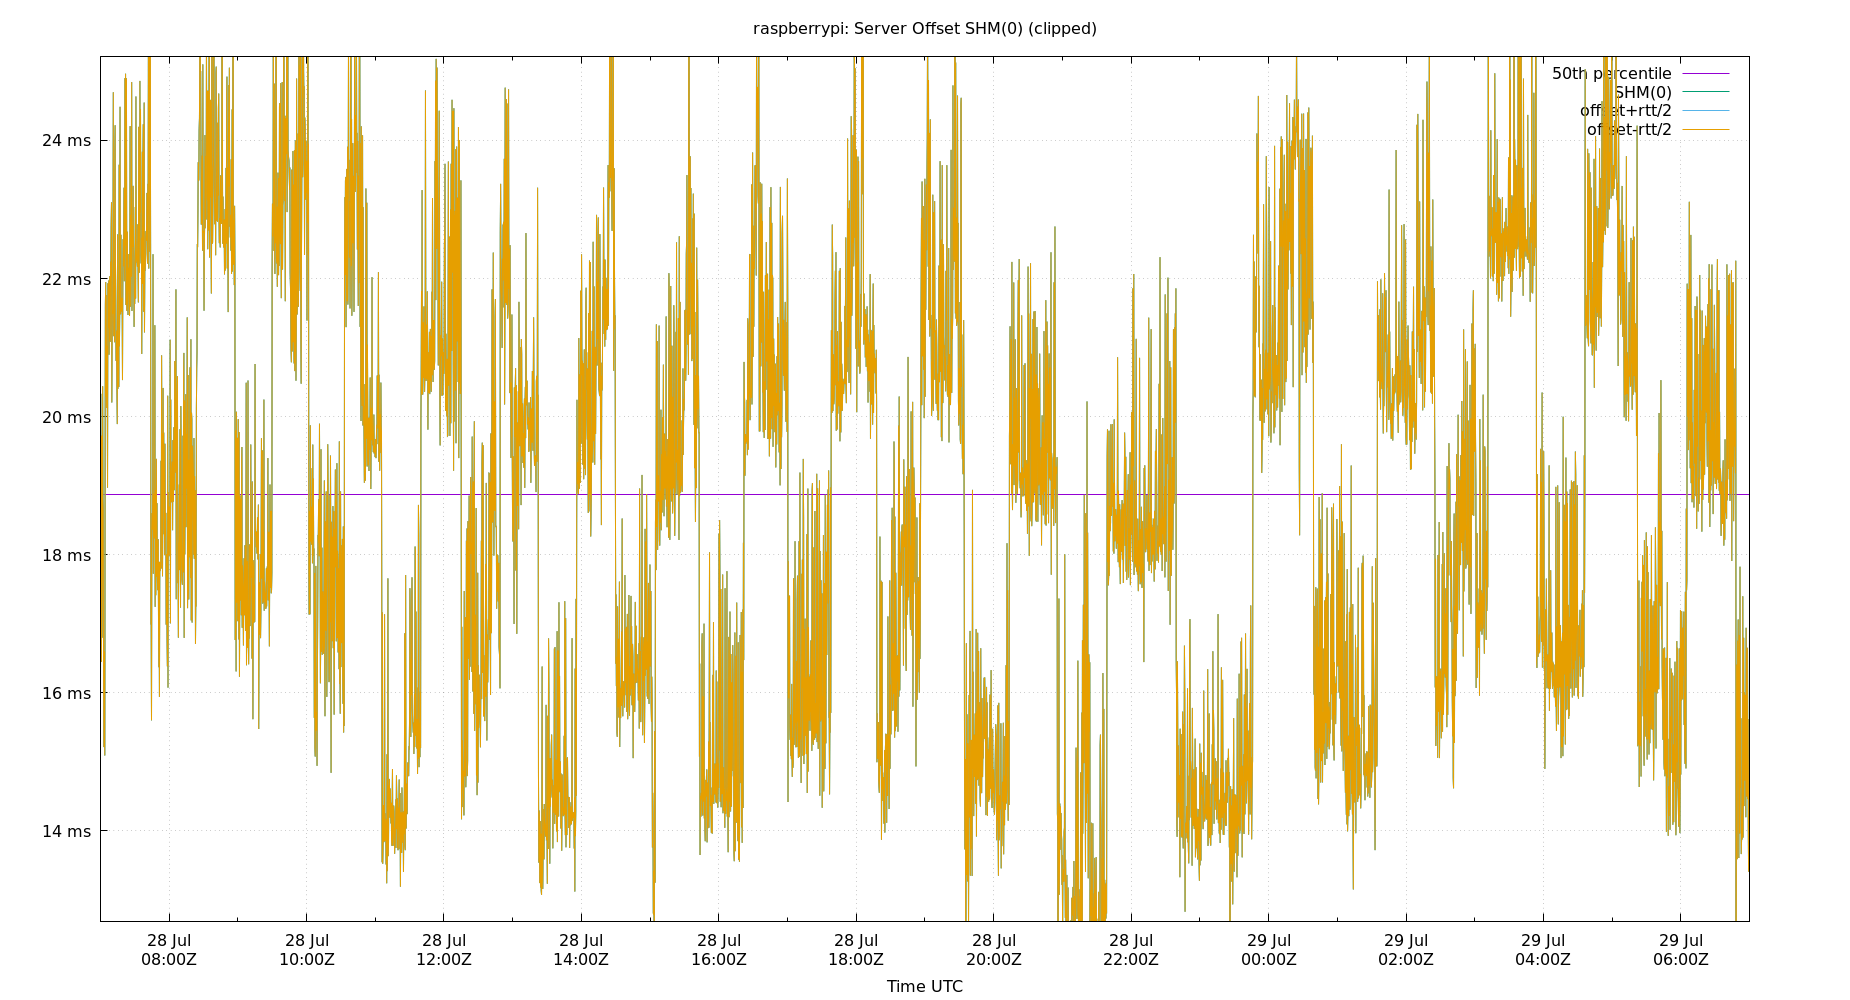 raspberrypi: Server Offset SHM(0) (clipped)
50th percentile
SHM(0)
offset+rtt/2
offset-rtt/2
24 ms
22 ms
20 ms
18 ms
16 ms
14 ms
28 Jul 28 Jul 28 Jul 28 Jul 28 Jul 28 Jul 28 Jul 28 Jul 29 Jul 29 Jul 29 Jul 29 Jul
08:00Z 10:00Z 12:00Z 14:00Z 16:00Z 18:00Z 20:00Z 22:00Z 00:00Z 02:00Z 04:00Z 06:00Z
Time UTC